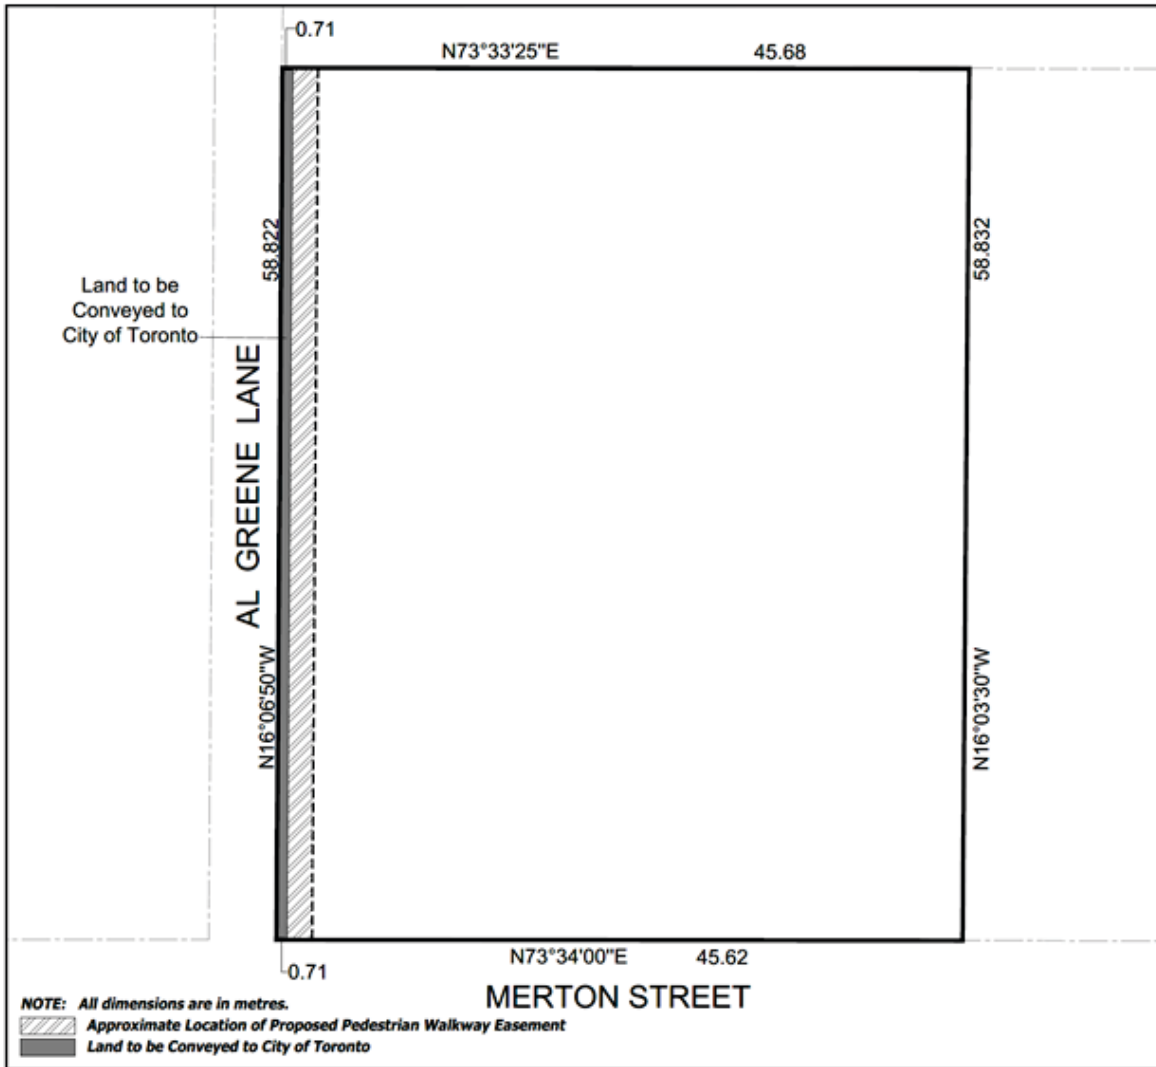 0.71
N73°33'25"E 45.68
58.822
58.832
Land to be
Conveyed to
City of Toronto
AL GREENE LANE
N16°06'50"W
N16°03'30"W
N73°34'00"E 45.62
0.71
MERTON STREET
NOTE: All dimensions are in metres.
Approximate Location of Proposed Pedestrian Walkway Easement
Land to be Conveyed to City of Toronto